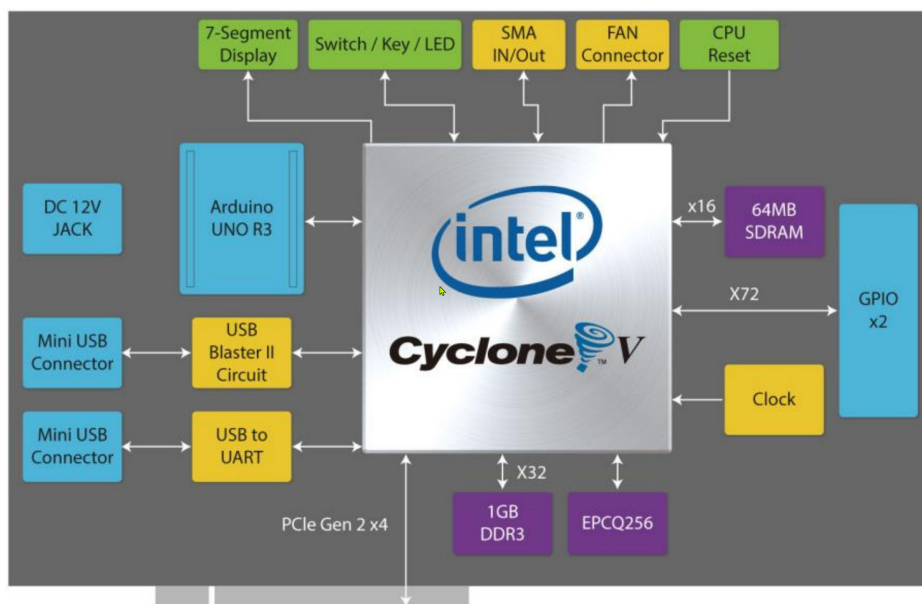 7-Segment
Display
Switch / Key / LED
SMA
IN/Out
FAN
Connector
CPU
Reset
DC 12V
JACK
Arduino
UNO R3
intel®
x16
64MB
SDRAM
X72
GPIO
x2
Mini USB
Connector
USB
Blaster II
Circuit
Cyclone™ V
Clock
Mini USB
Connector
USB to
UART
X32
PCIe Gen 2 x4
1GB
DDR3
EPCQ256